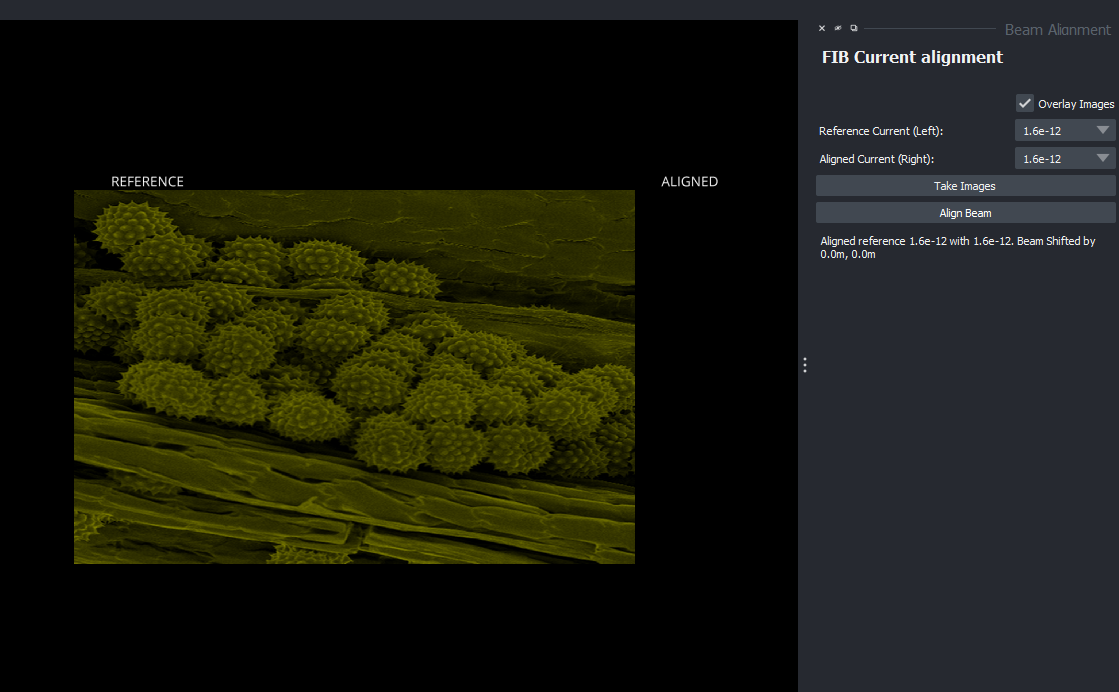 Beam Alignment
FIB Current alignment
Overlay Images
Reference Current (Left):
1.6e-12
Aligned Current (Right):
1.6e-12
Take Images
Align Beam
Aligned reference 1.6e-12 with 1.6e-12. Beam Shifted by
0.0m, 0.0m
REFERENCE
ALIGNED